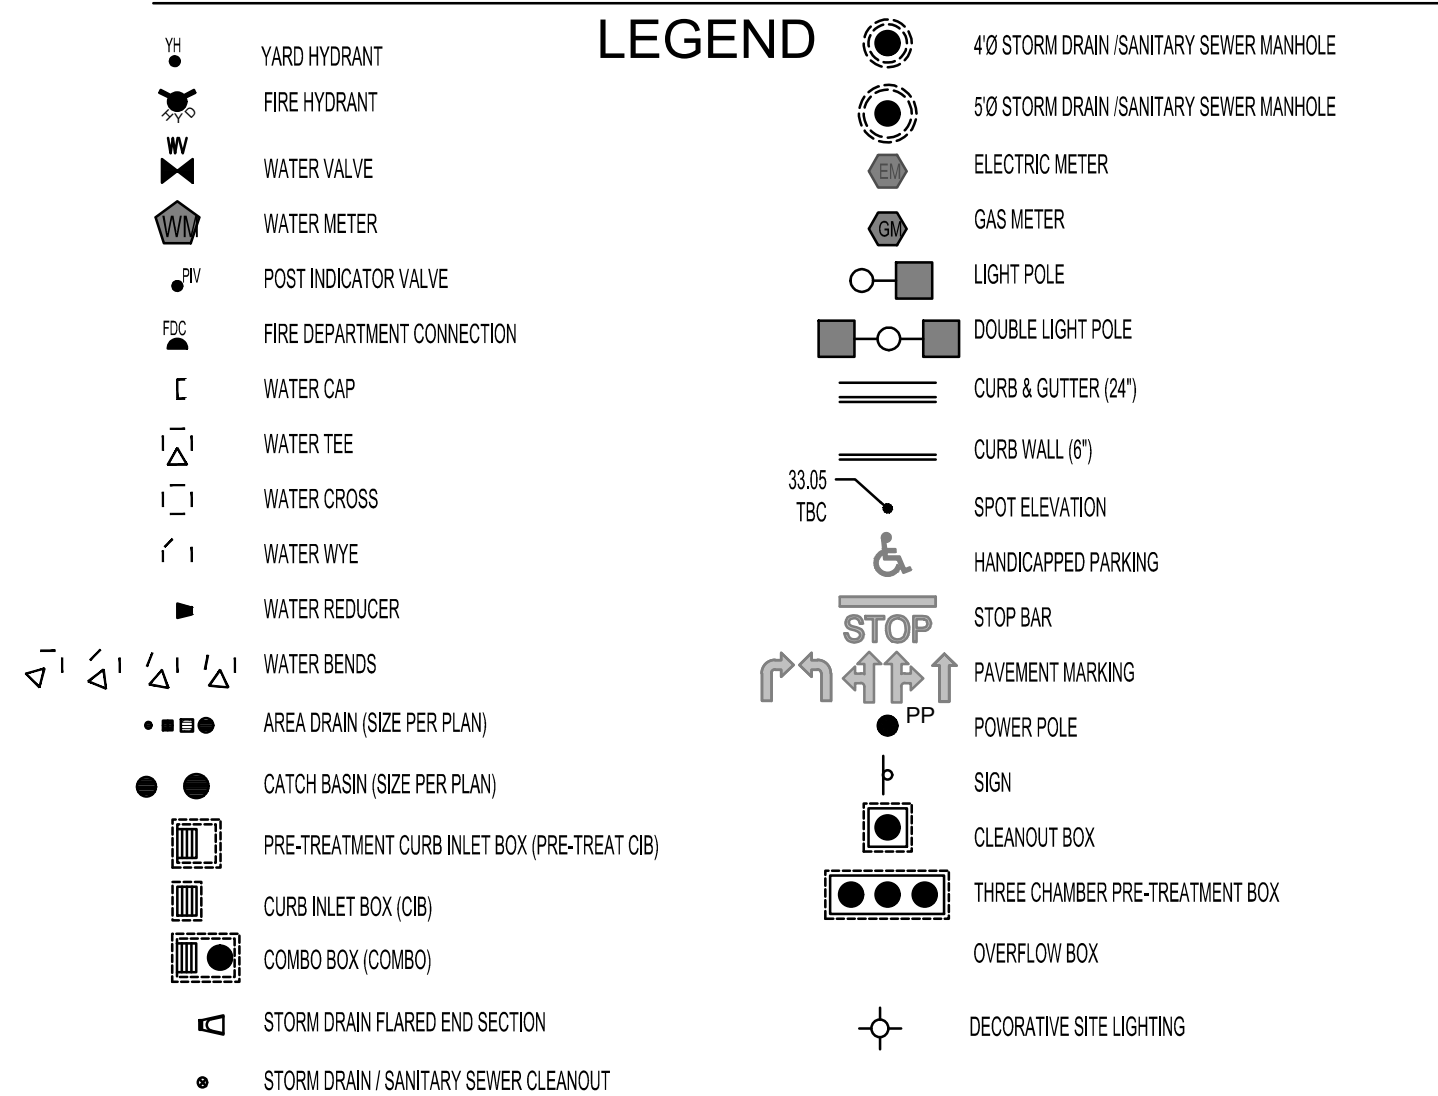 LEGEND
YH
YARD HYDRANT
HYD
FIRE HYDRANT
WV
WATER VALVE
WM
WATER METER
PIV
POST INDICATOR VALVE
FDC
FIRE DEPARTMENT CONNECTION
WATER CAP
WATER TEE
WATER CROSS
WATER WYE
WATER REDUCER
WATER BENDS
AREA DRAIN (SIZE PER PLAN)
CATCH BASIN (SIZE PER PLAN)
PRE-TREATMENT CURB INLET BOX (PRE-TREAT CIB)
CURB INLET BOX (CIB)
COMBO BOX (COMBO)
STORM DRAIN FLARED END SECTION
STORM DRAIN / SANITARY SEWER CLEANOUT
4'Ø STORM DRAIN /SANITARY SEWER MANHOLE
5'Ø STORM DRAIN /SANITARY SEWER MANHOLE
EM
ELECTRIC METER
GM
GAS METER
LIGHT POLE
DOUBLE LIGHT POLE
CURB & GUTTER (24")
CURB WALL (6")
33.05
TBC
SPOT ELEVATION
HANDICAPPED PARKING
STOP
STOP BAR
PAVEMENT MARKING
PP
POWER POLE
SIGN
CLEANOUT BOX
THREE CHAMBER PRE-TREATMENT BOX
OVERFLOW BOX
DECORATIVE SITE LIGHTING